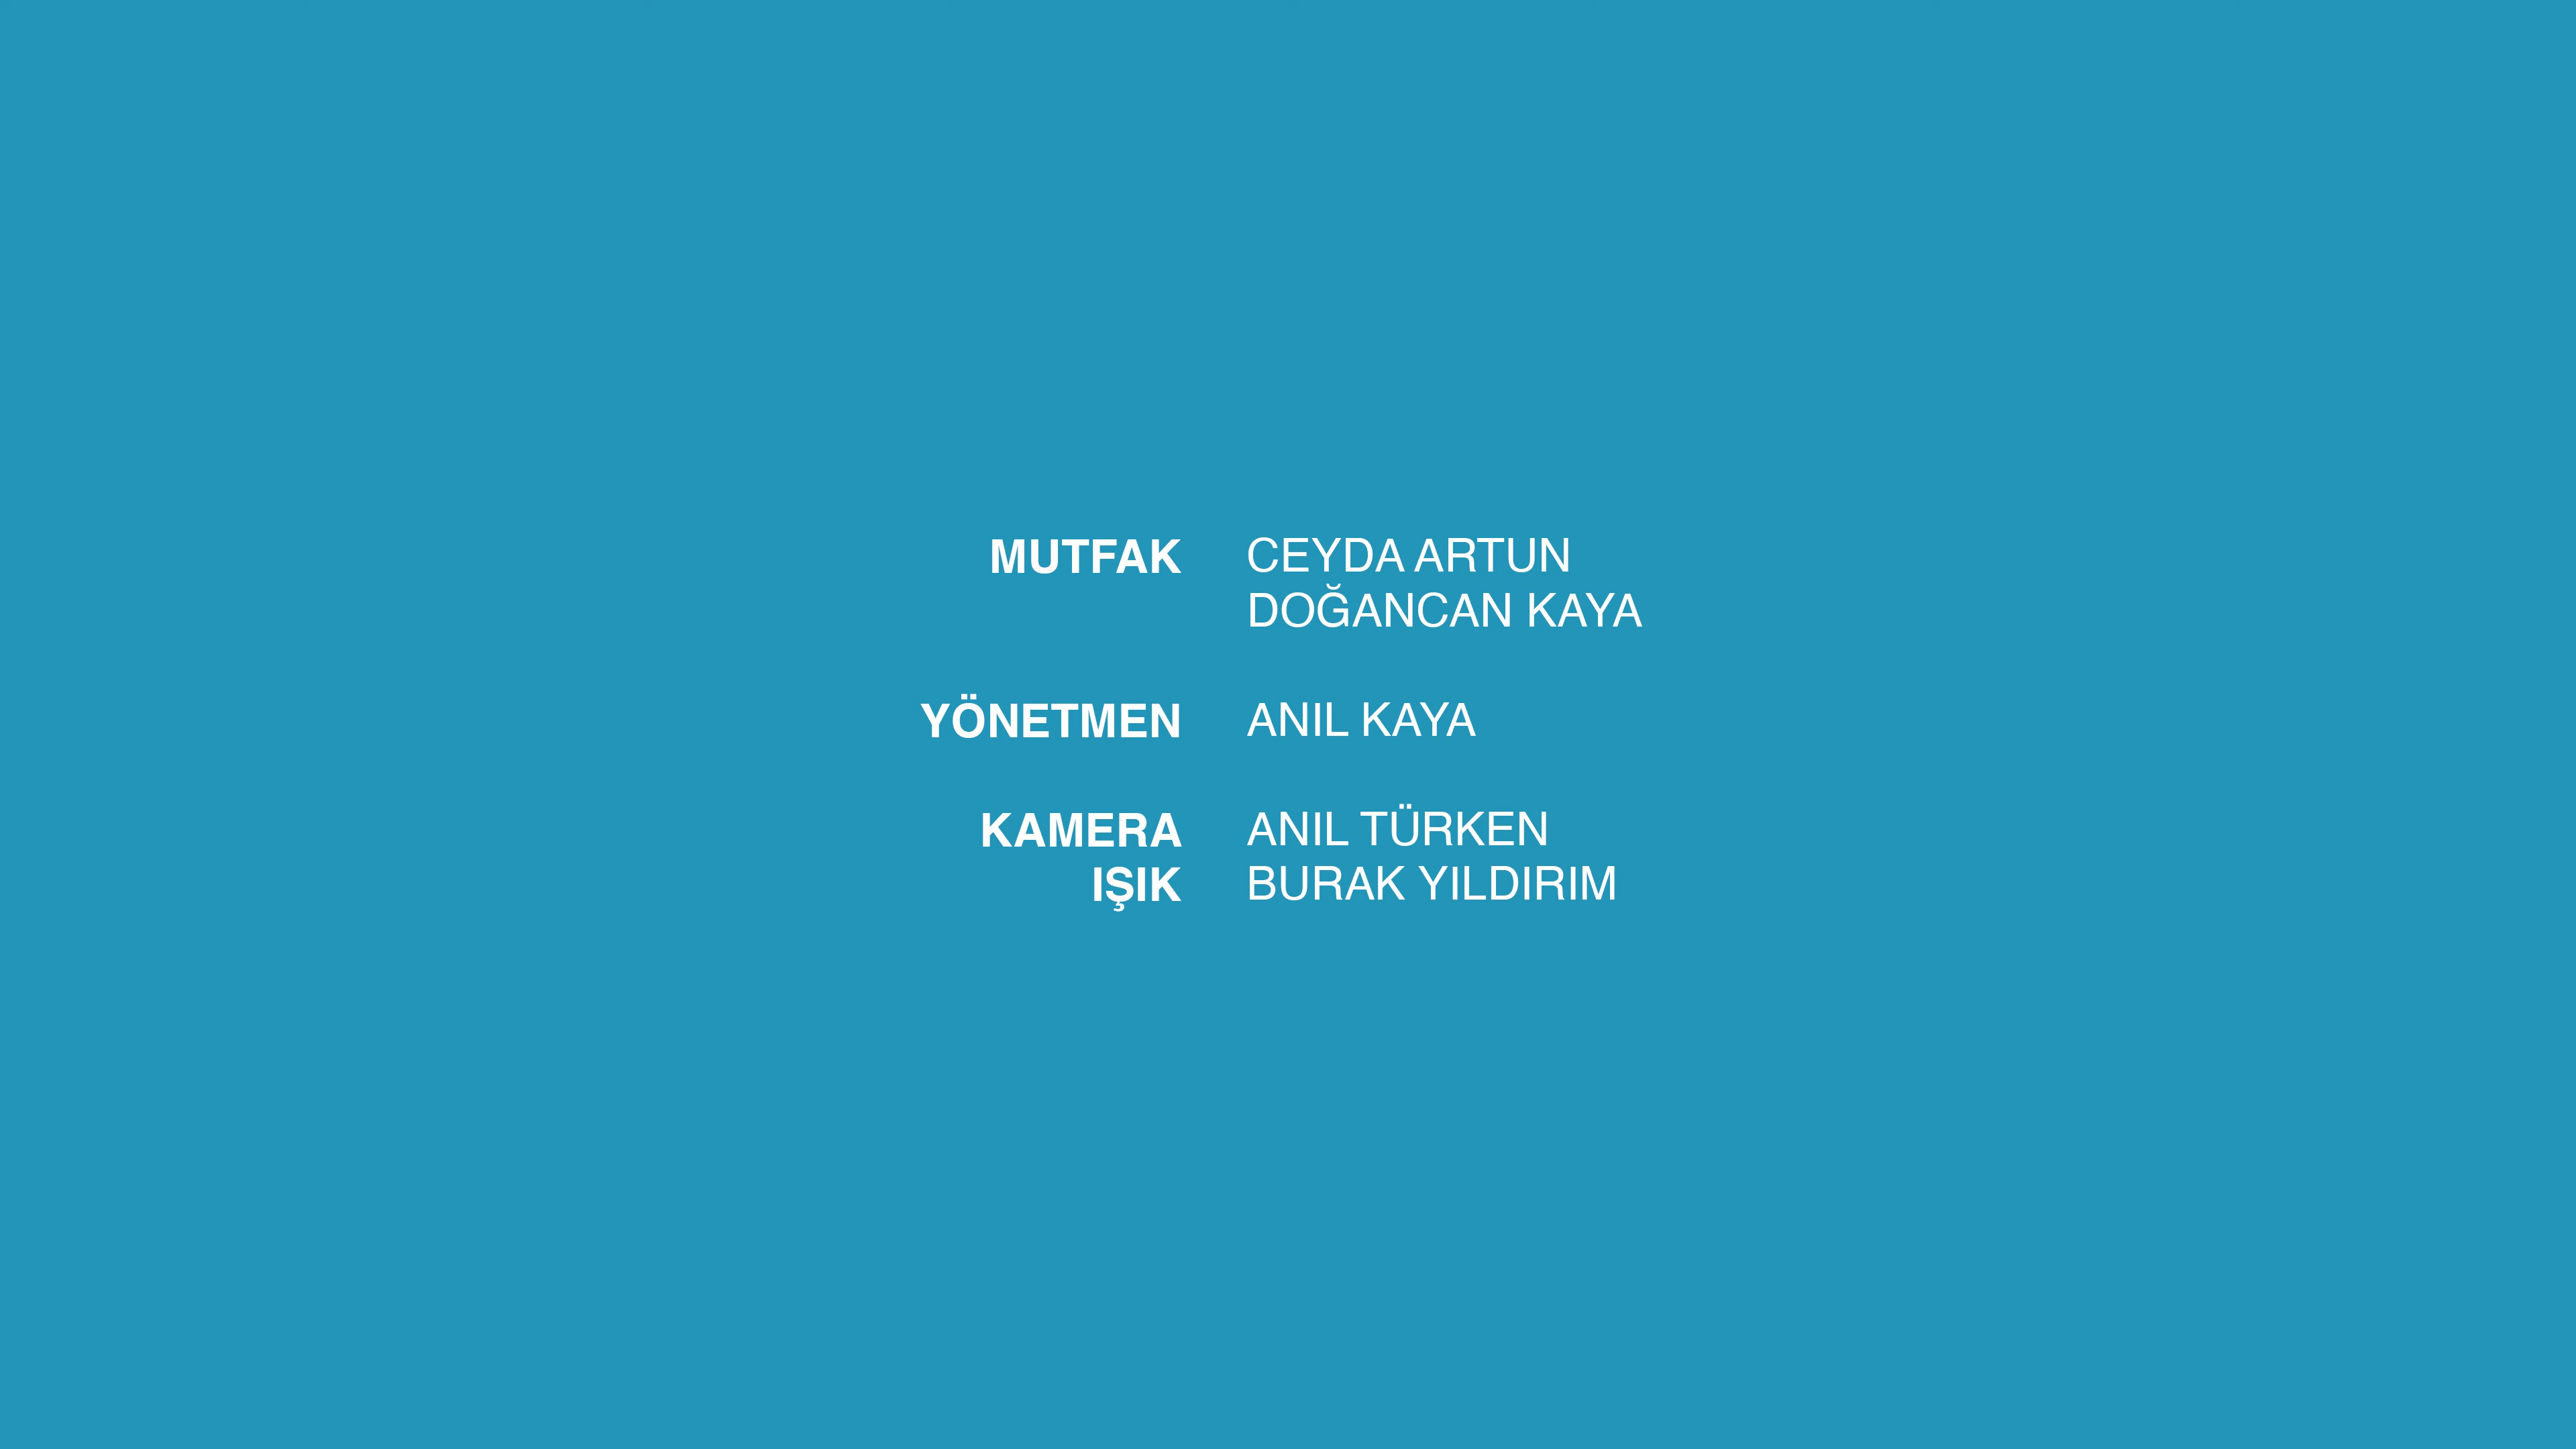 MUTFAK CEYDA ARTUN
DOĞANCAN KAYA
YÖNETMEN ANIL KAYA
KAMERA ANIL TÜRKEN
IŞIK BURAK YILDIRIM